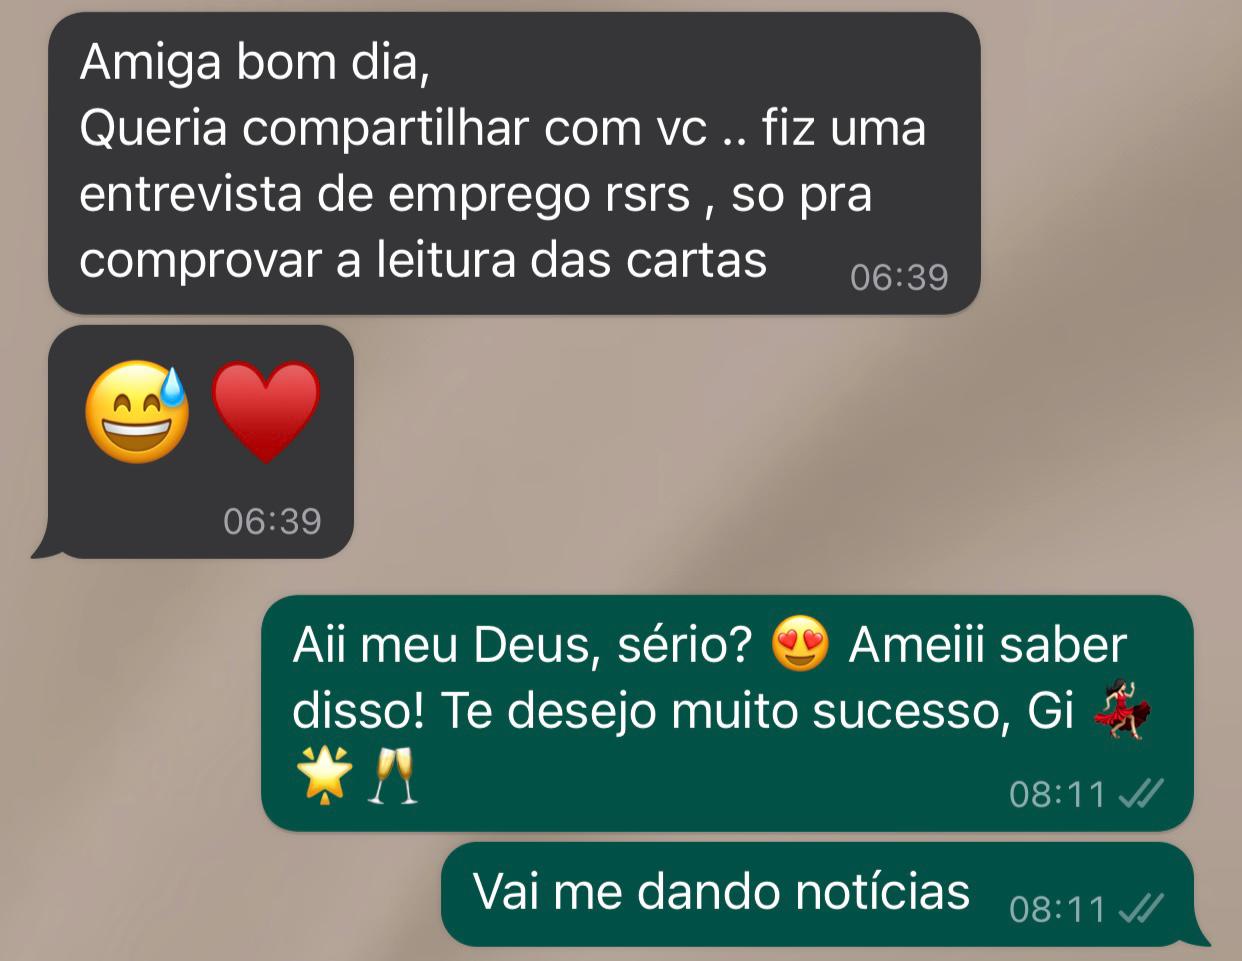 Amiga bom dia,
Queria compartilhar com vc .. fiz uma
entrevista de emprego rsrs , so pra
comprovar a leitura das cartas
06:39
😅❤️
06:39
Aii meu Deus, sério? 😍 Ameiii saber
disso! Te desejo muito sucesso, Gi 💃
🌟🥂
08:11
Vai me dando notícias
08:11